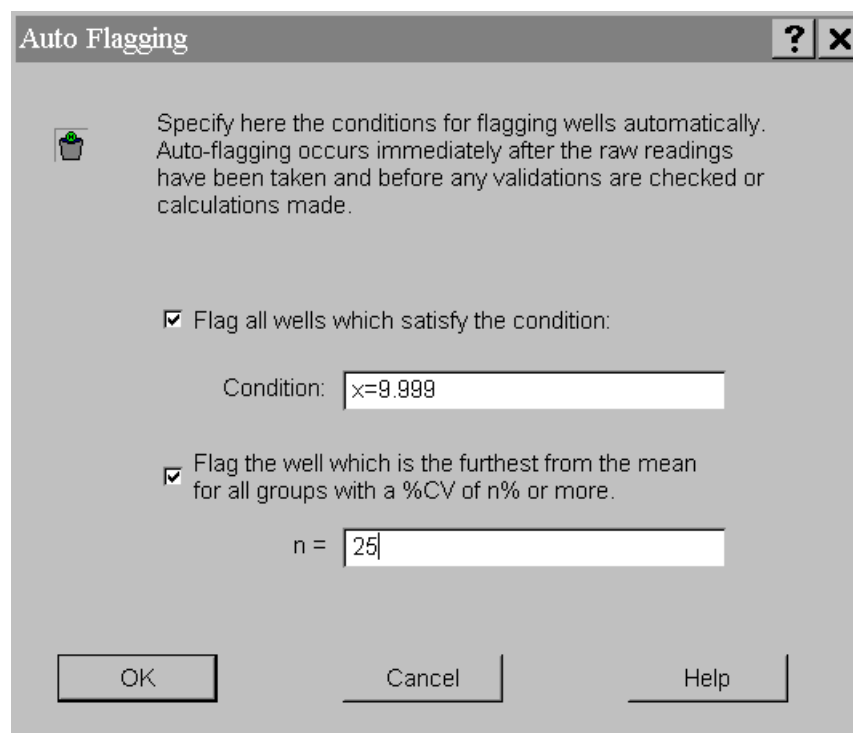 Auto Flagging
Specify here the conditions for flagging wells automatically.
Auto-flagging occurs immediately after the raw readings
have been taken and before any validations are checked or
calculations made.
Flag all wells which satisfy the condition:
Condition: x=9.999
Flag the well which is the furthest from the mean
for all groups with a %CV of n% or more.
n = 25
OK Cancel Help